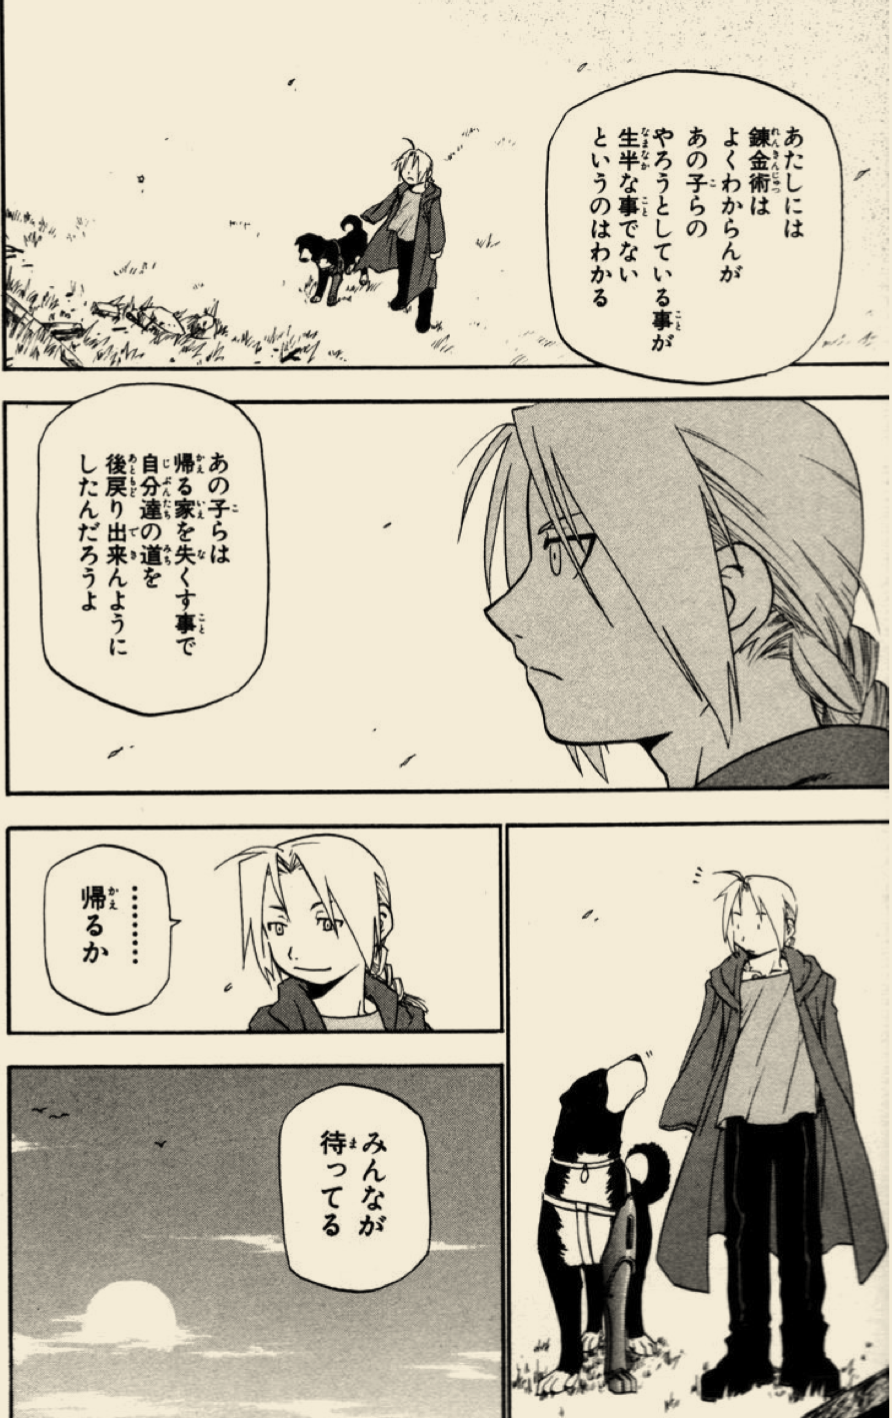 あたしには
錬金術は
よくわからんが
あの子らの
やろうとしている事が
生半な事でない
というのはわかる
あの子らは
帰る家を失くす事で
自分達の道を
後戻り出来んように
したんだろうよ
………
帰るか
みんなが
待ってる